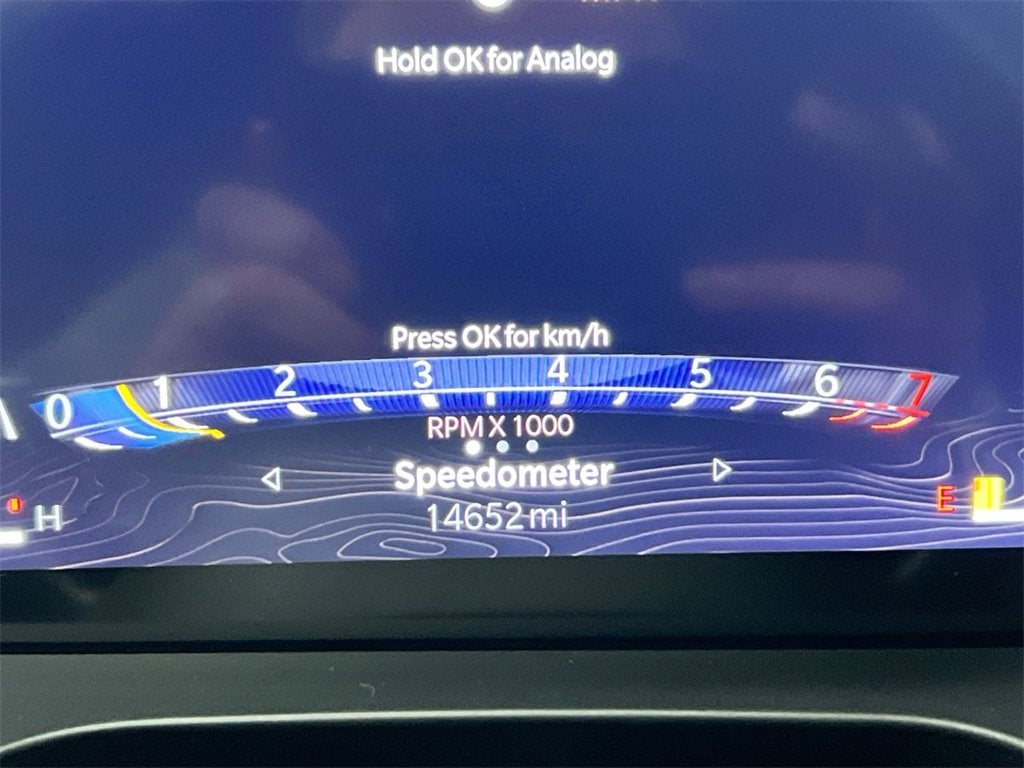 Hold OK for Analog
Press OK for km/h
0 1 2 3 4 5 6 7
RPM X 1000
Speedometer
14652 mi
H
E